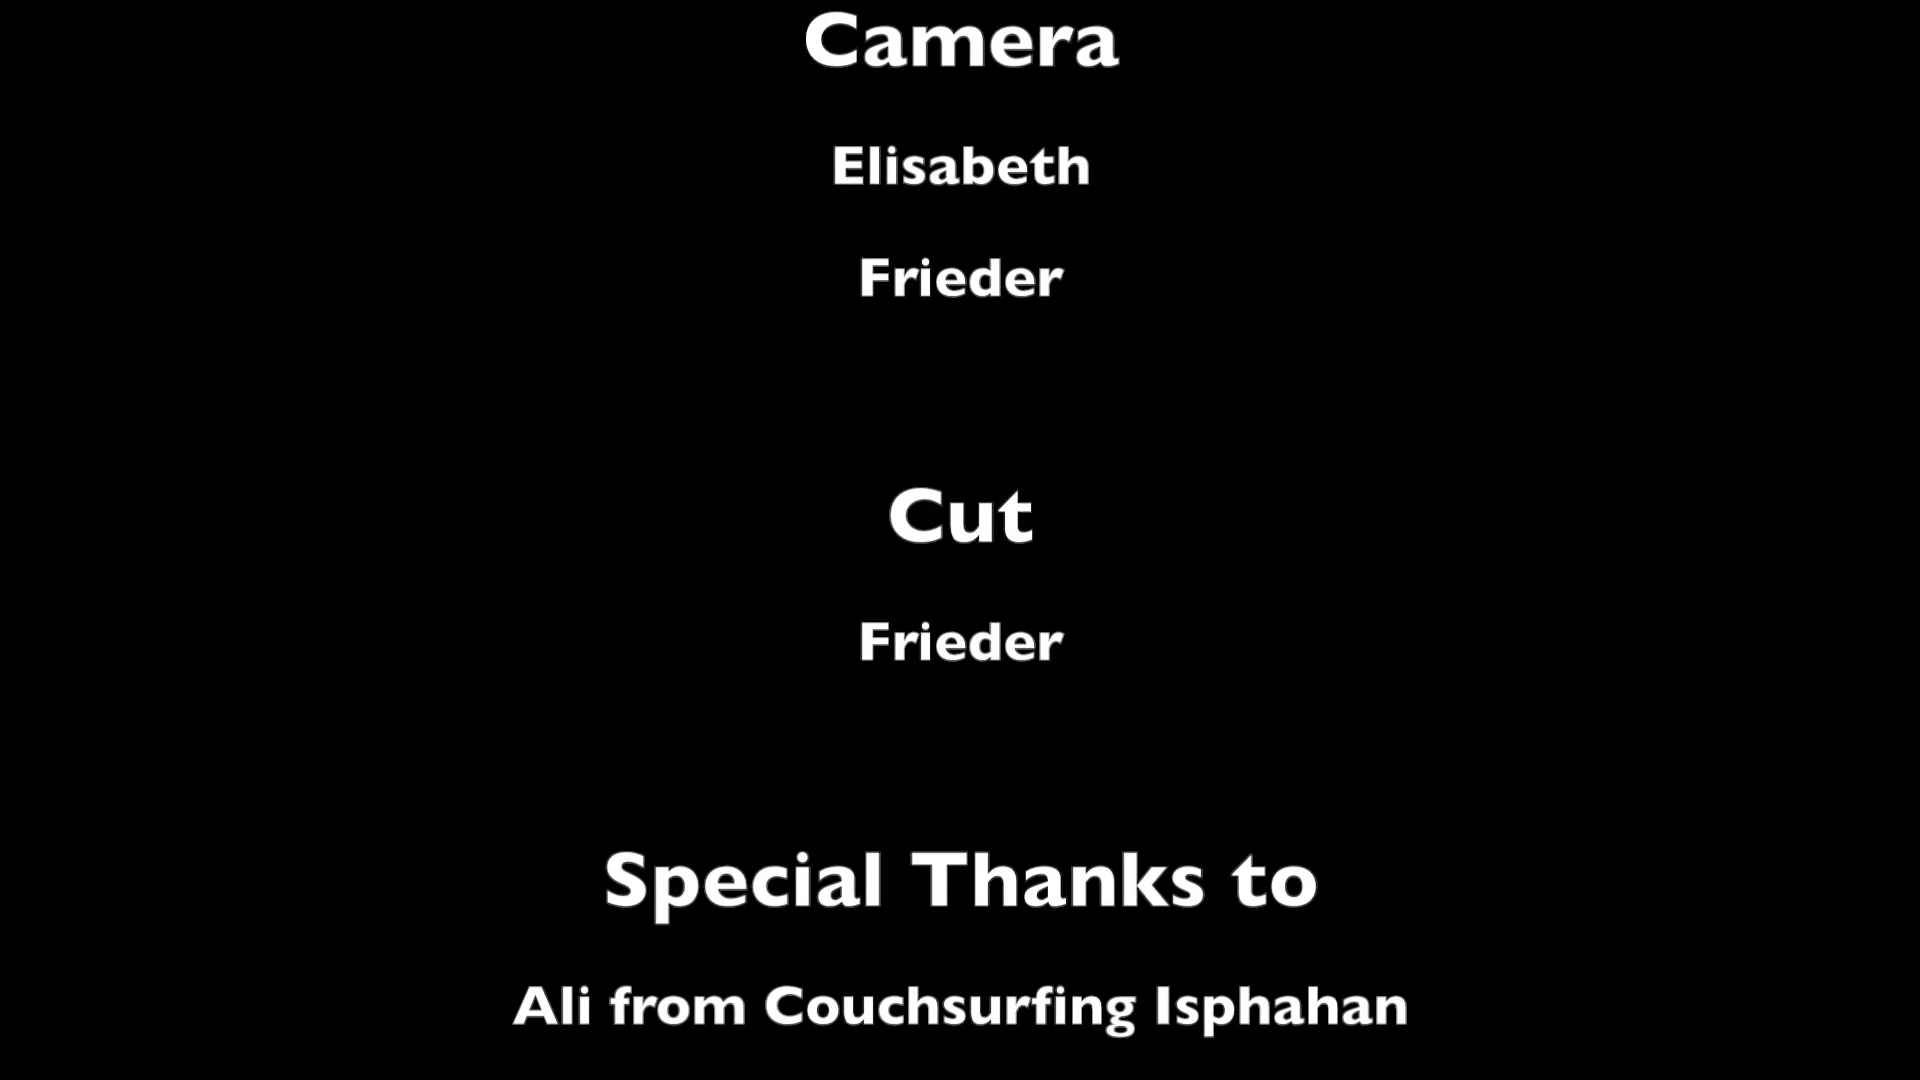 Camera
Elisabeth
Frieder
Cut
Frieder
Special Thanks to
Ali from Couchsurfing Isphahan